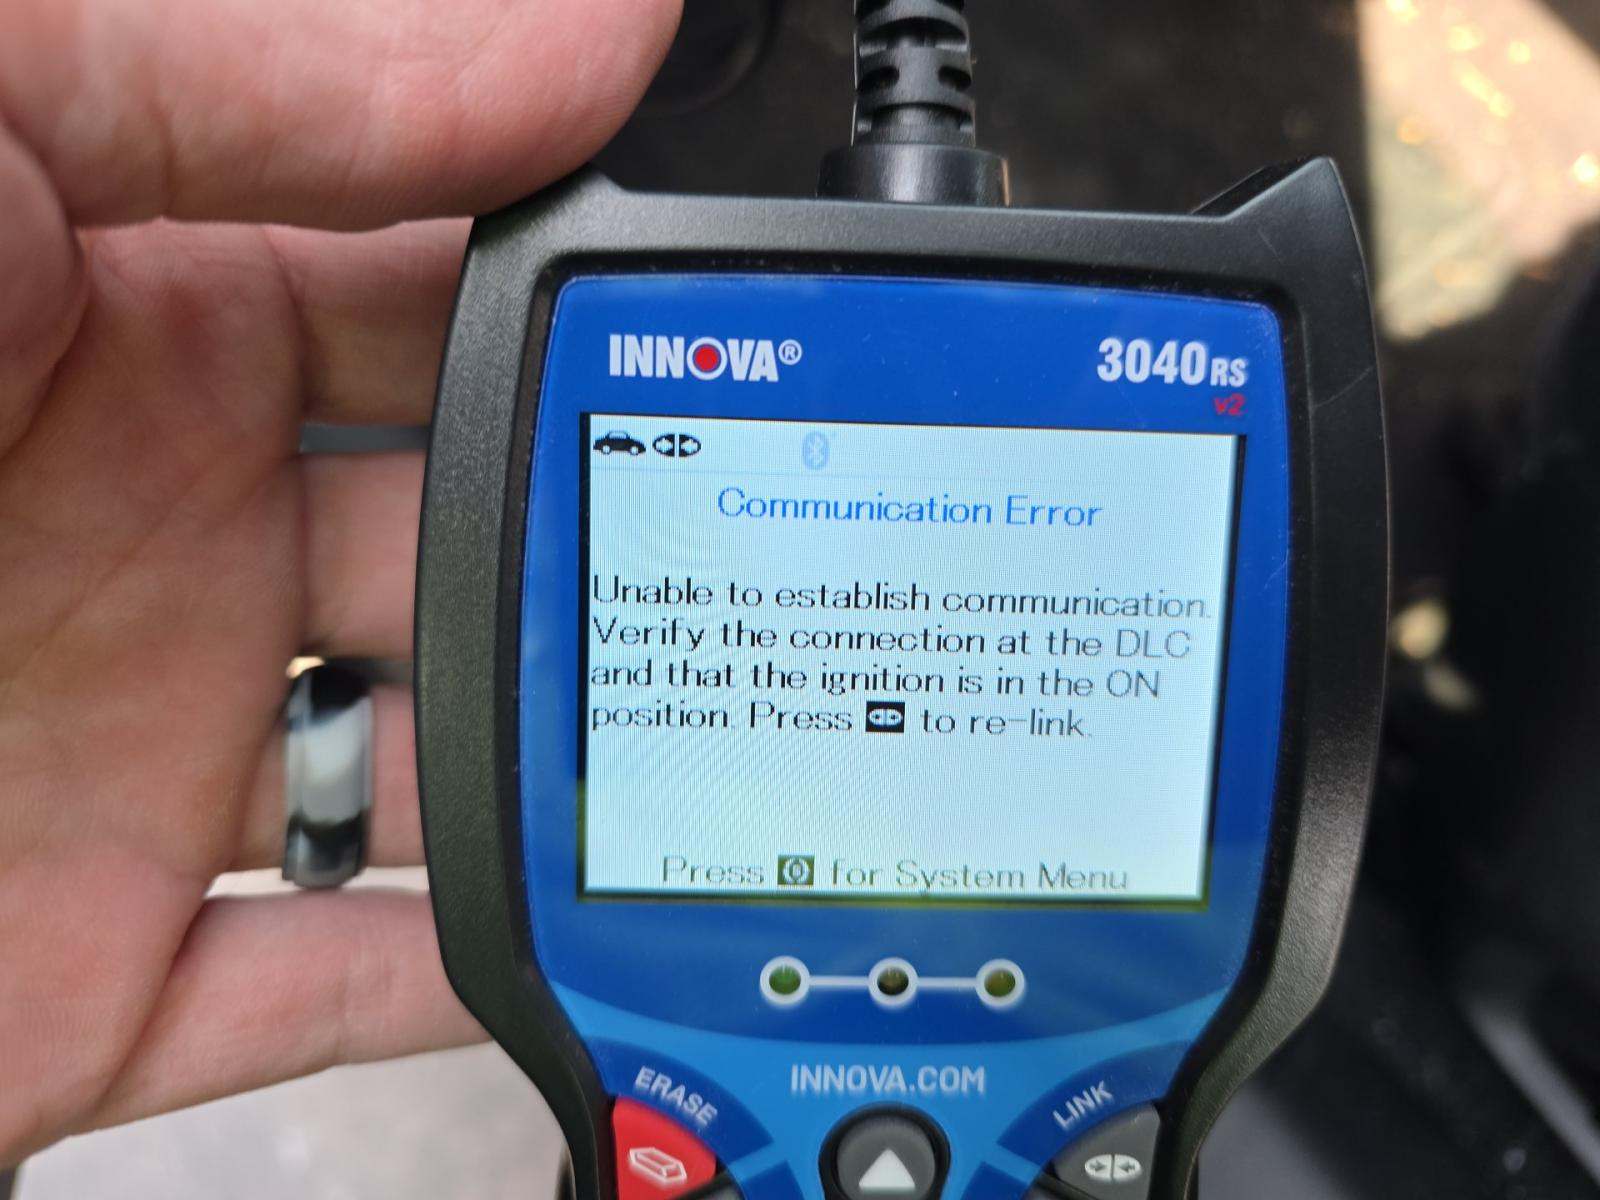 INNOVA®
3040RS
v2
Communication Error
Unable to establish communication.
Verify the connection at the DLC
and that the ignition is in the ON
position. Press to re-link.
Press for System Menu
INNOVA.COM
ERASE
LINK